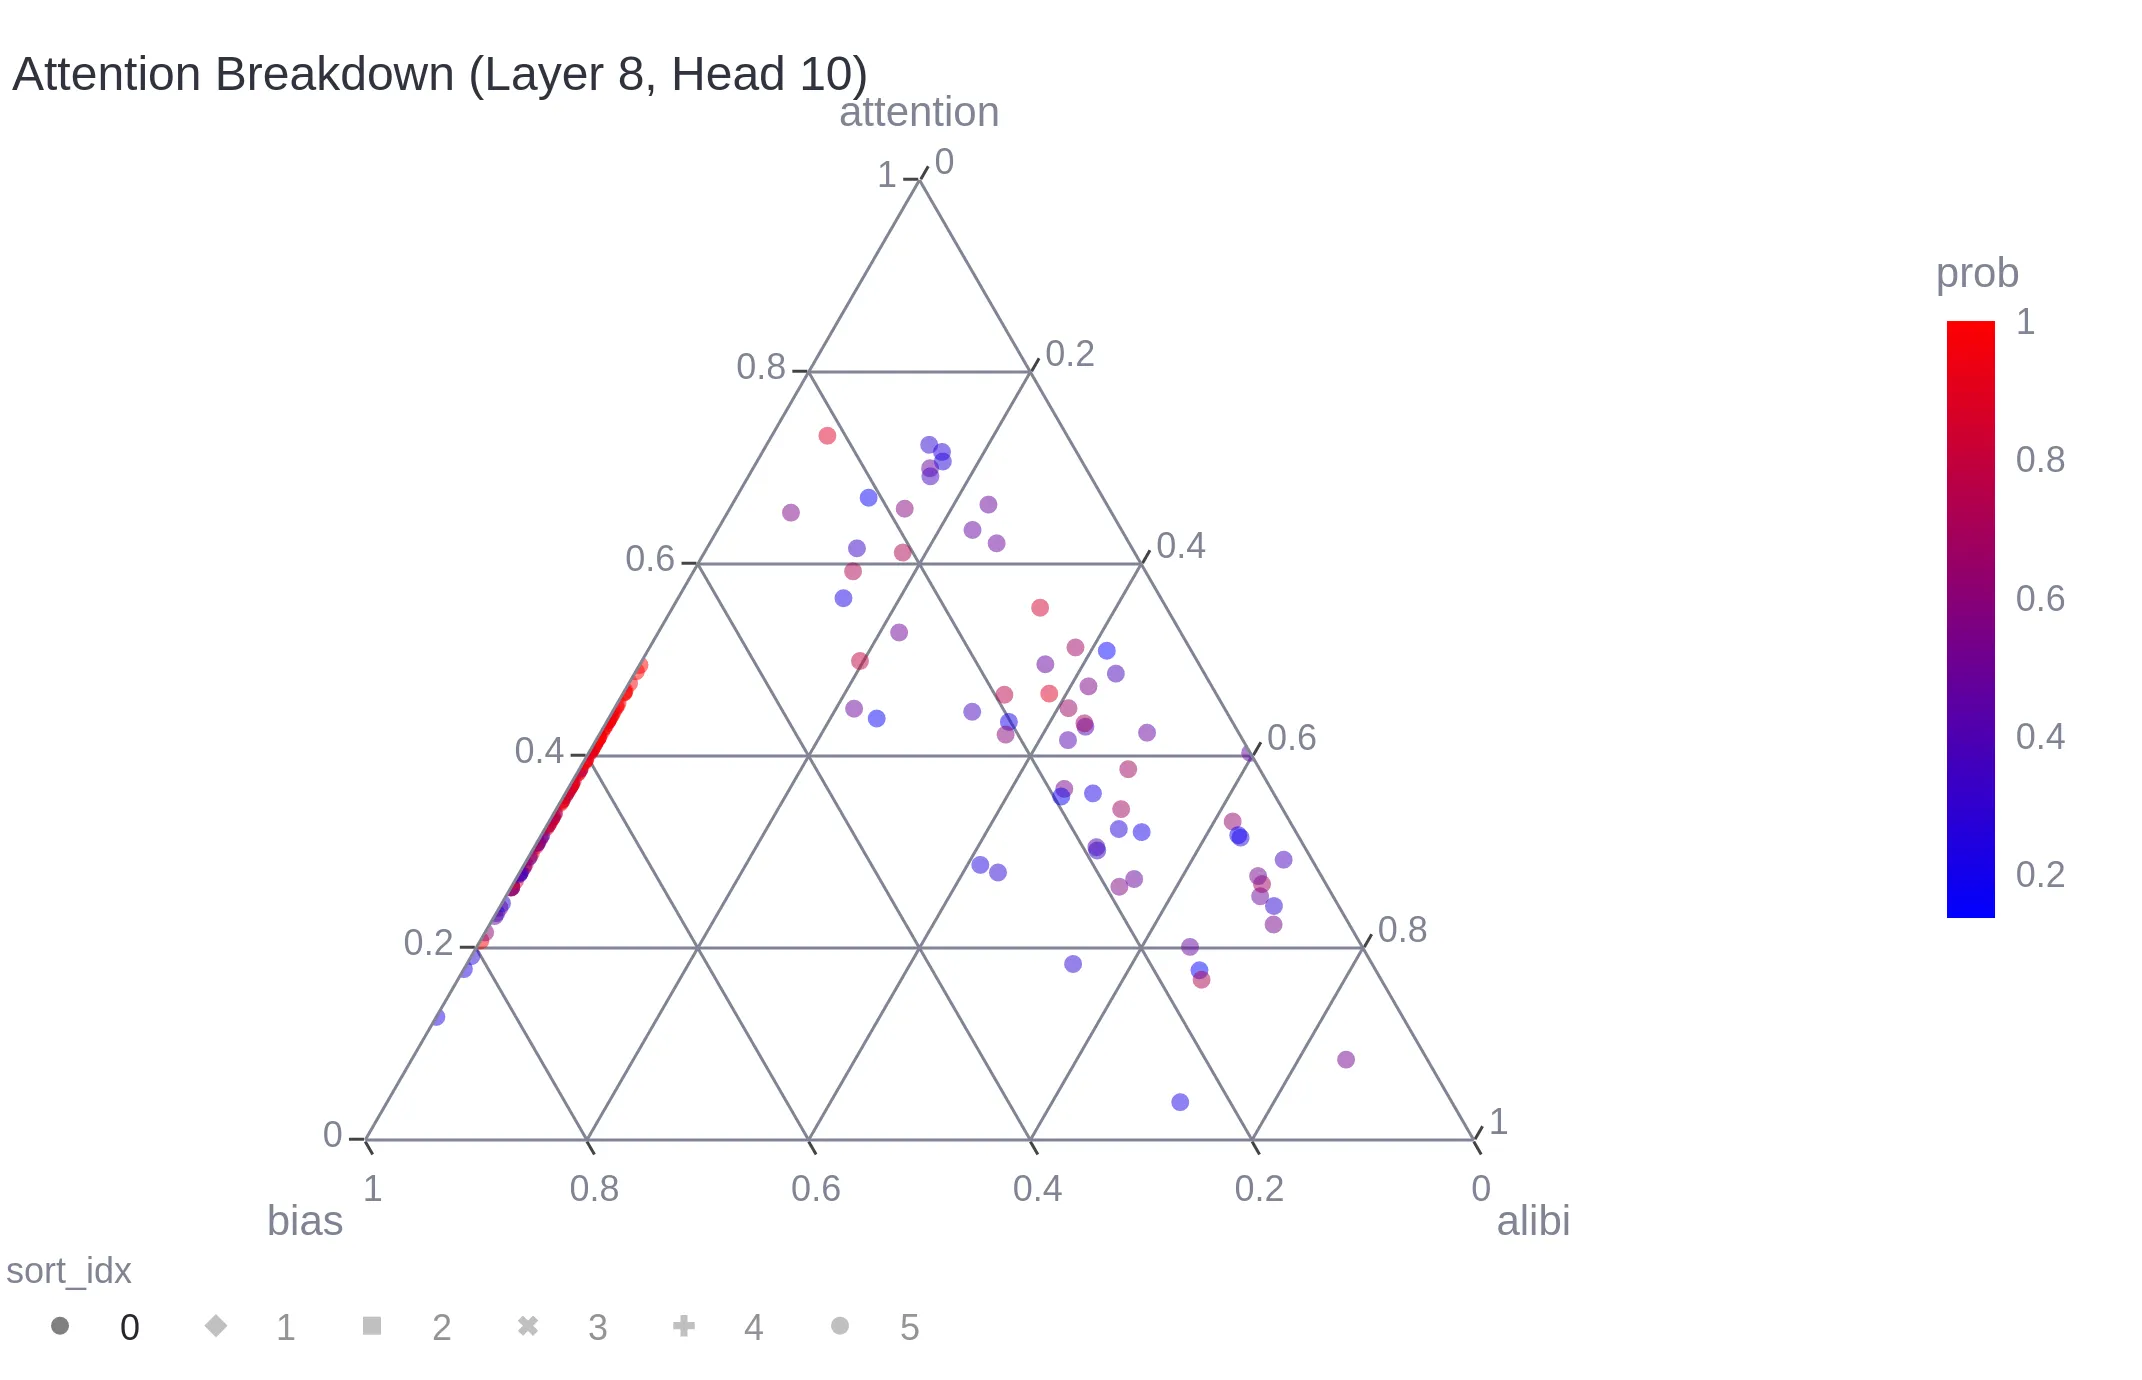 Attention Breakdown (Layer 8, Head 10)
attention
1 0
0.8 0.2
0.6 0.4
0.4 0.6
0.2 0.8
0 1
1 0.8 0.6 0.4 0.2 0
bias alibi
prob
1
0.8
0.6
0.4
0.2
sort_idx
0 1 2 3 4 5